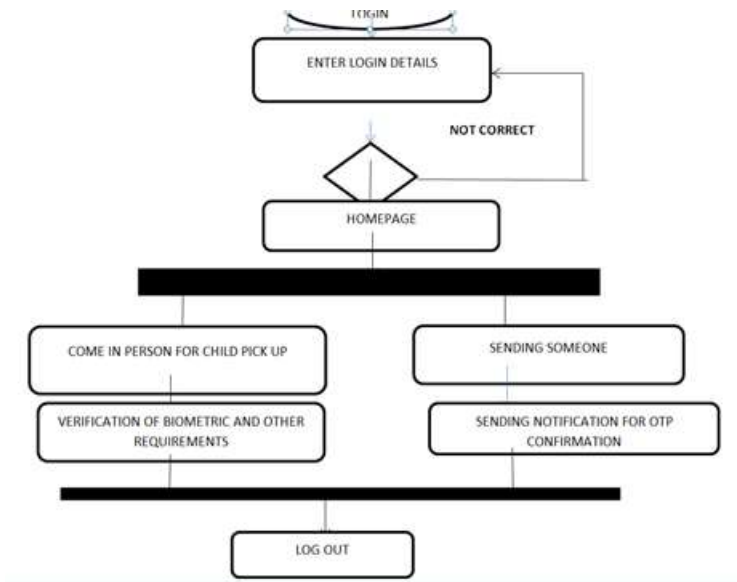 LOGIN
ENTER LOGIN DETAILS
NOT CORRECT
HOMEPAGE
COME IN PERSON FOR CHILD PICK UP
SENDING SOMEONE
VERIFICATION OF BIOMETRIC AND OTHER
REQUIREMENTS
SENDING NOTIFICATION FOR OTP
CONFIRMATION
LOG OUT